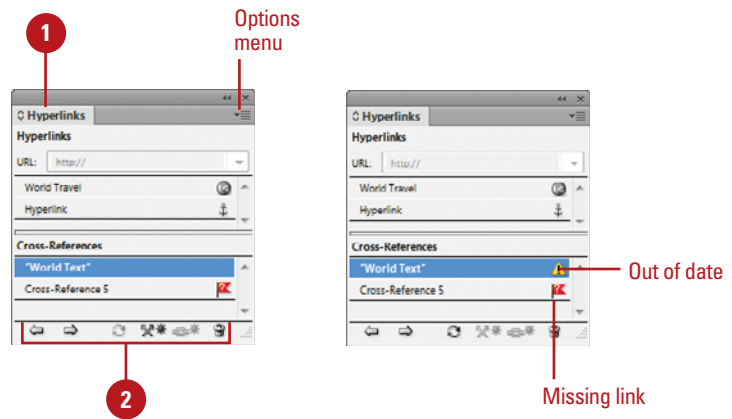 1
Options
menu
Hyperlinks
Hyperlinks
URL: http://
World Travel
Hyperlink
Cross-References
"World Text"
Cross-Reference 5
2
Hyperlinks
Hyperlinks
URL: http://
World Travel
Hyperlink
Cross-References
"World Text"
Cross-Reference 5
Out of date
Missing link